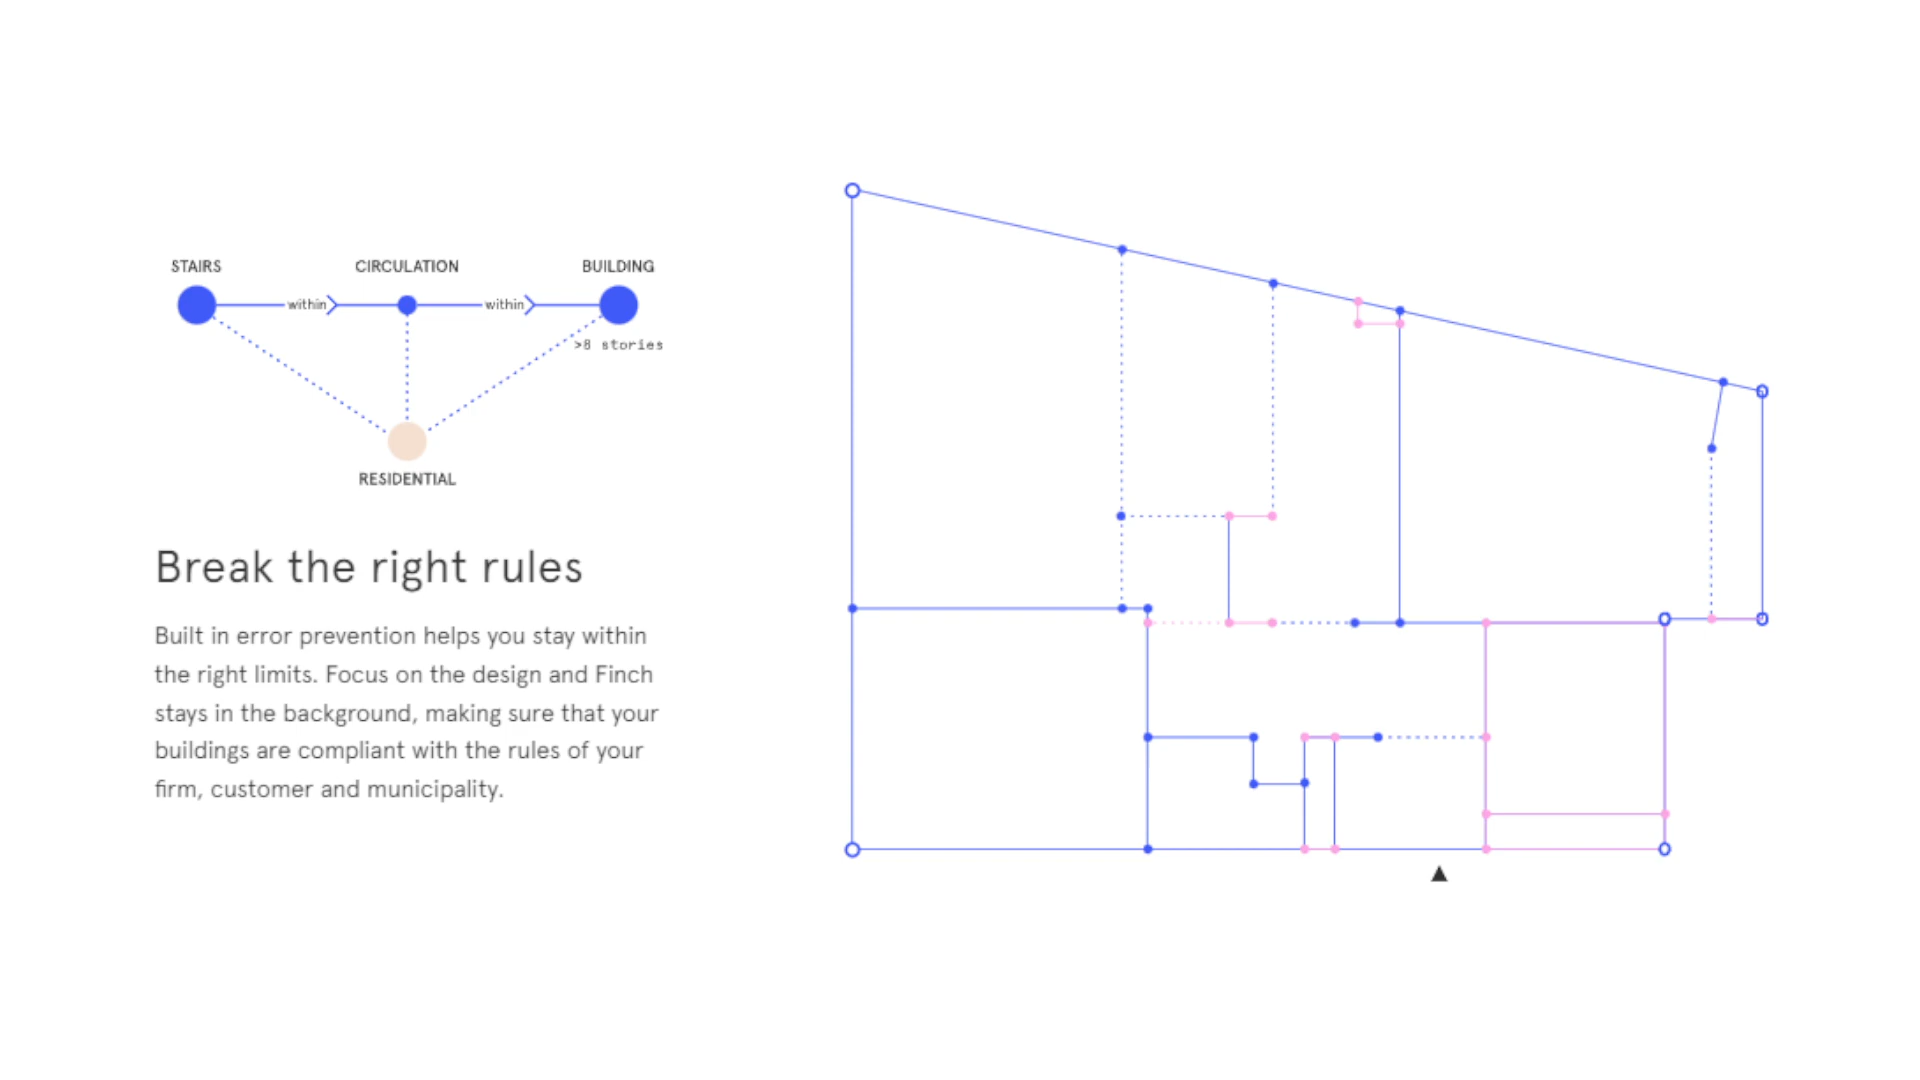 STAIRS CIRCULATION BUILDING
within within
>8 stories
RESIDENTIAL
Break the right rules
Built in error prevention helps you stay within
the right limits. Focus on the design and Finch
stays in the background, making sure that your
buildings are compliant with the rules of your
firm, customer and municipality.